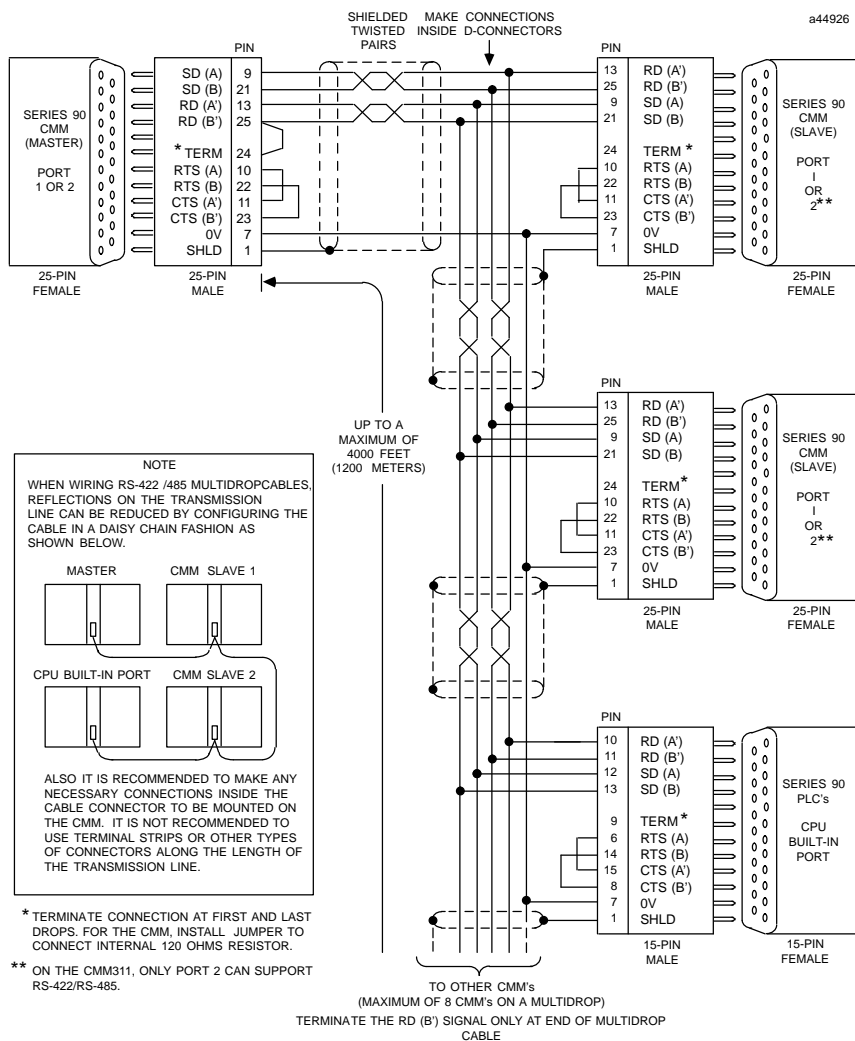 a44926
SHIELDED
TWISTED
PAIRS
MAKE CONNECTIONS
INSIDE D-CONNECTORS
SERIES 90
CMM
(MASTER)
PORT
1 OR 2
25-PIN
FEMALE
PIN
SD (A) 9
SD (B) 21
RD (A') 13
RD (B') 25
* TERM 24
RTS (A) 10
RTS (B) 22
CTS (A') 11
CTS (B') 23
0V 7
SHLD 1
25-PIN
MALE
PIN
13 RD (A')
25 RD (B')
9 SD (A)
21 SD (B)
24 TERM *
10 RTS (A)
22 RTS (B)
11 CTS (A')
23 CTS (B')
7 0V
1 SHLD
25-PIN
MALE
SERIES 90
CMM
(SLAVE)
PORT
I
OR
2**
25-PIN
FEMALE
UP TO A
MAXIMUM OF
4000 FEET
(1200 METERS)
PIN
13 RD (A')
25 RD (B')
9 SD (A)
21 SD (B)
24 TERM*
10 RTS (A)
22 RTS (B)
11 CTS (A')
23 CTS (B')
7 0V
1 SHLD
25-PIN
MALE
SERIES 90
CMM
(SLAVE)
PORT
I
OR
2**
25-PIN
FEMALE
NOTE
WHEN WIRING RS-422 /485 MULTIDROPCABLES,
REFLECTIONS ON THE TRANSMISSION
LINE CAN BE REDUCED BY CONFIGURING THE
CABLE IN A DAISY CHAIN FASHION AS
SHOWN BELOW.
MASTER CMM SLAVE 1
CPU BUILT-IN PORT CMM SLAVE 2
ALSO IT IS RECOMMENDED TO MAKE ANY
NECESSARY CONNECTIONS INSIDE THE
CABLE CONNECTOR TO BE MOUNTED ON
THE CMM. IT IS NOT RECOMMENDED TO
USE TERMINAL STRIPS OR OTHER TYPES
OF CONNECTORS ALONG THE LENGTH OF
THE TRANSMISSION LINE.
PIN
10 RD (A')
11 RD (B')
12 SD (A)
13 SD (B)
9 TERM*
6 RTS (A)
14 RTS (B)
15 CTS (A')
8 CTS (B')
7 0V
1 SHLD
15-PIN
MALE
SERIES 90
PLC's
CPU
BUILT-IN
PORT
15-PIN
FEMALE
* TERMINATE CONNECTION AT FIRST AND LAST
DROPS. FOR THE CMM, INSTALL JUMPER TO
CONNECT INTERNAL 120 OHMS RESISTOR.
** ON THE CMM311, ONLY PORT 2 CAN SUPPORT
RS-422/RS-485.
TO OTHER CMM's
(MAXIMUM OF 8 CMM's ON A MULTIDROP)
TERMINATE THE RD (B') SIGNAL ONLY AT END OF MULTIDROP
CABLE